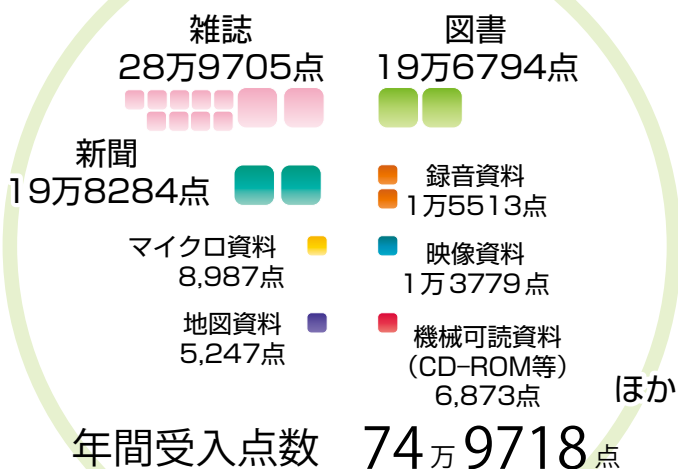 雑誌
28万9705点
図書
19万6794点
新聞
19万8284点
録音資料
1万5513点
マイクロ資料
8,987点
映像資料
1万3779点
地図資料
5,247点
機械可読資料
（CD-ROM等）
6,873点
ほか
年間受入点数 74万9718点